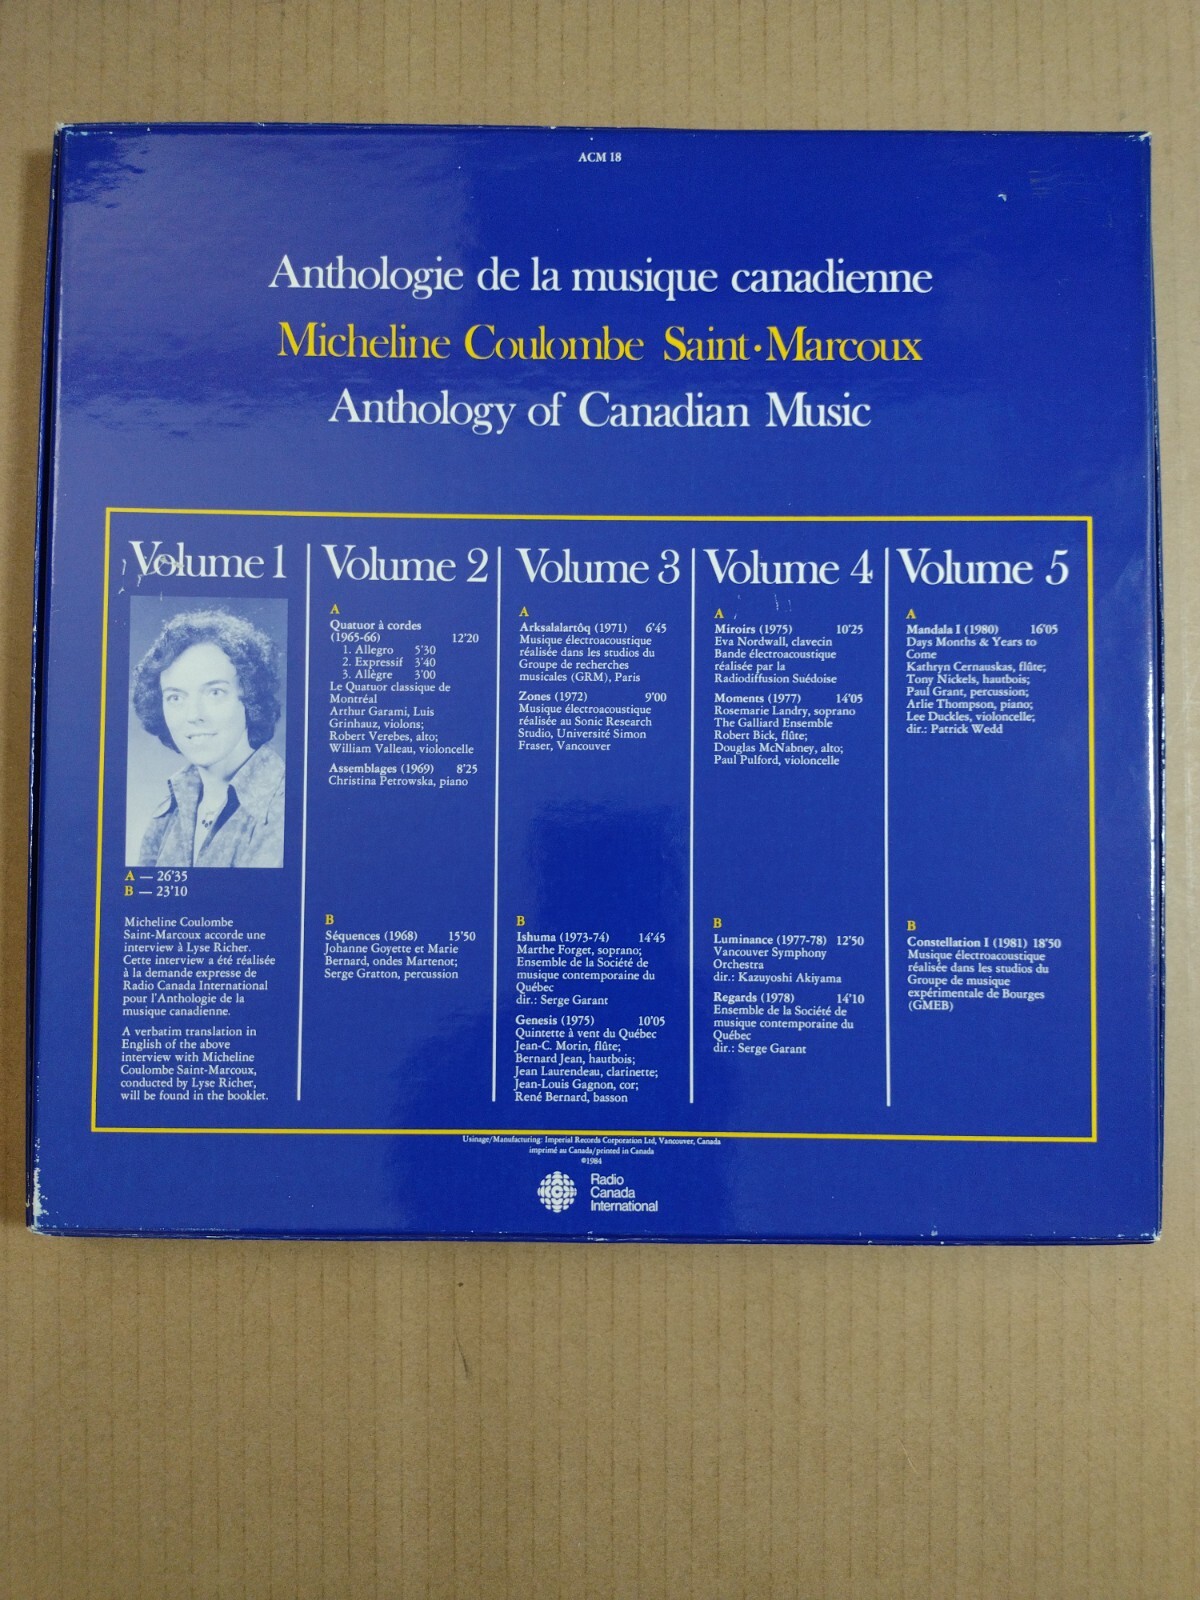 ACM 18
Anthologie de la musique canadienne
Micheline Coulombe Saint·Marcoux
Anthology of Canadian Music
Volume 1
A — 26'35
B — 23'10
Micheline Coulombe
Saint-Marcoux accorde une
interview à Lyse Richer.
Cette interview a été réalisée
à la demande expresse de
Radio Canada International
pour l'Anthologie de la
musique canadienne.
A verbatim translation in
English of the above
interview with Micheline
Coulombe Saint-Marcoux,
conducted by Lyse Richer,
will be found in the booklet.
Volume 2
A
Quatuor à cordes
(1965-66) 12'20
1. Allegro 5'30
2. Expressif 3'40
3. Allègre 3'00
Le Quatuor classique de
Montréal
Arthur Garami, Luis
Grinhauz, violons;
Robert Verebes, alto;
William Valleau, violoncelle
Assemblages (1969) 8'25
Christina Petrowska, piano
B
Séquences (1968) 15'50
Johanne Goyette et Marie
Bernard, ondes Martenot;
Serge Gratton, percussion
Volume 3
A
Arksalalartôq (1971) 6'45
Musique électroacoustique
réalisée dans les studios du
Groupe de recherches
musicales (GRM), Paris
Zones (1972) 9'00
Musique électroacoustique
réalisée au Sonic Research
Studio, Université Simon
Fraser, Vancouver
B
Ishuma (1973-74) 14'45
Marthe Forget, soprano;
Ensemble de la Société de
musique contemporaine du
Québec
dir.: Serge Garant
Genesis (1975) 10'05
Quintette à vent du Québec
Jean-C. Morin, flûte;
Bernard Jean, hautbois;
Jean Laurendeau, clarinette;
Jean-Louis Gagnon, cor;
René Bernard, basson
Volume 4
A
Miroirs (1975) 10'25
Eva Nordwall, clavecin
Bande électroacoustique
réalisée par la
Radiodiffusion Suédoise
Moments (1977) 14'05
Rosemarie Landry, soprano
The Galliard Ensemble
Robert Bick, flûte;
Douglas McNabney, alto;
Paul Pulford, violoncelle
B
Luminance (1977-78) 12'50
Vancouver Symphony
Orchestra
dir.: Kazuyoshi Akiyama
Regards (1978) 14'10
Ensemble de la Société de
musique contemporaine du
Québec
dir.: Serge Garant
Volume 5
A
Mandala I (1980) 16'05
Days Months & Years to
Come
Kathryn Cernauskas, flûte;
Tony Nickels, hautbois;
Paul Grant, percussion;
Arlie Thompson, piano;
Lee Duckles, violoncelle;
dir.: Patrick Wedd
B
Constellation I (1981) 18'50
Musique électroacoustique
réalisée dans les studios du
Groupe de musique
expérimentale de Bourges
(GMEB)
Usinage/Manufacturing: Imperial Records Corporation Ltd, Vancouver, Canada
imprimé au Canada/printed in Canada
©1984
Radio
Canada
International